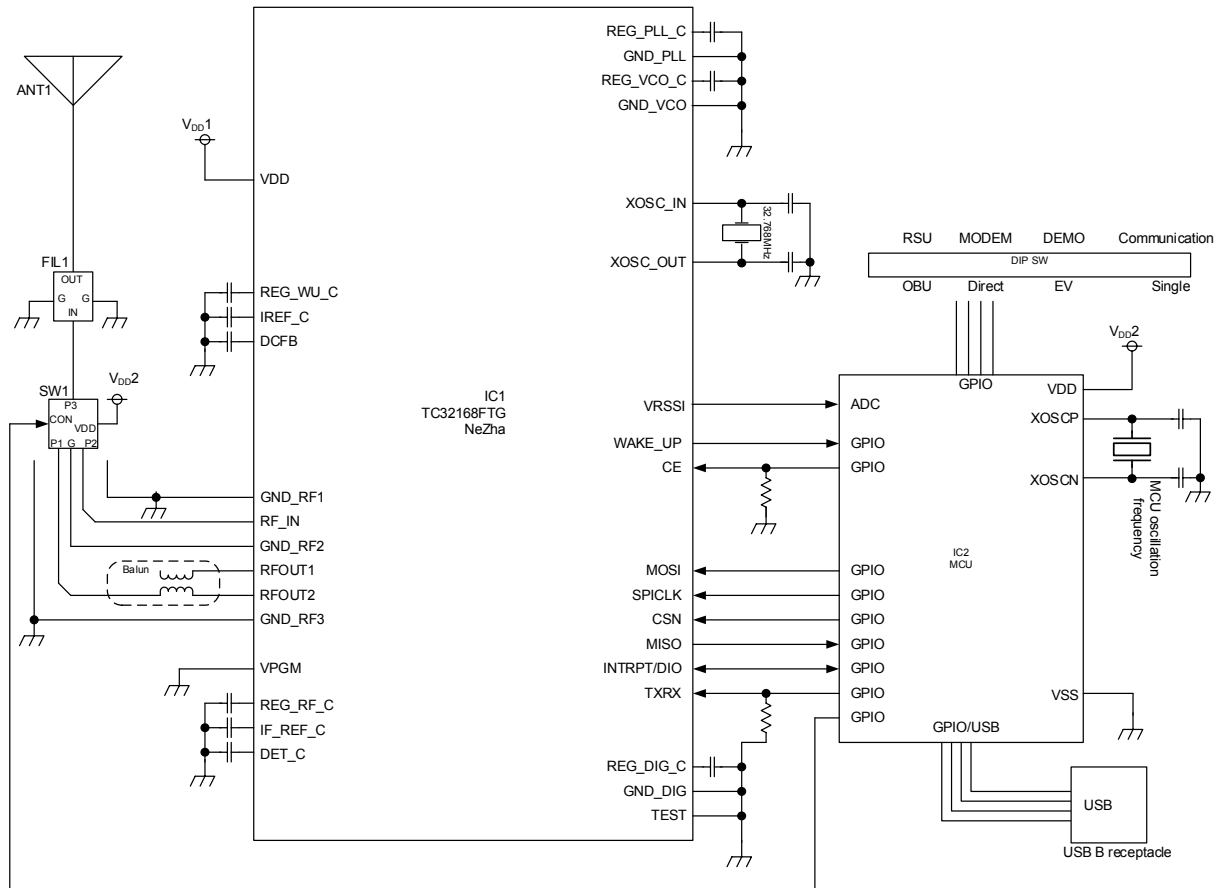 ANT1
FIL1
OUT
G G
IN
SW1
P3
CON
VDD
P1 G P2
VDD2
VDD1
Balun
VDD
REG_WU_C
IREF_C
DCFB
GND_RF1
RF_IN
GND_RF2
RFOUT1
RFOUT2
GND_RF3
VPGM
REG_RF_C
IF_REF_C
DET_C
IC1
TC32168FTG
NeZha
REG_PLL_C
GND_PLL
REG_VCO_C
GND_VCO
XOSC_IN
XOSC_OUT
32.768MHz
VRSSI
WAKE_UP
CE
MOSI
SPICLK
CSN
MISO
INTRPT/DIO
TXRX
REG_DIG_C
GND_DIG
TEST
RSU MODEM DEMO Communication
DIP SW
OBU Direct EV Single
GPIO
ADC
GPIO
GPIO
GPIO
GPIO
GPIO
GPIO
GPIO
GPIO
GPIO
IC2
MCU
VDD2
VDD
XOSCP
XOSCN
MCU oscillation
frequency
VSS
GPIO/USB
USB
USB B receptacle